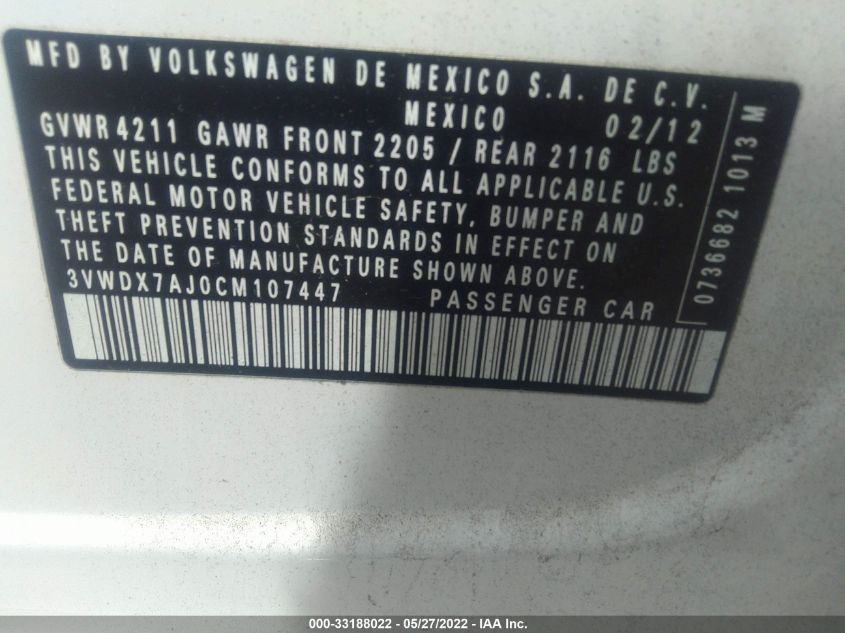 MFD BY VOLKSWAGEN DE MEXICO S.A. DE C.V.
MEXICO 02/12
GVWR 4211 GAWR FRONT 2205 / REAR 2116 LBS
THIS VEHICLE CONFORMS TO ALL APPLICABLE U.S.
FEDERAL MOTOR VEHICLE SAFETY, BUMPER AND
THEFT PREVENTION STANDARDS IN EFFECT ON
THE DATE OF MANUFACTURE SHOWN ABOVE.
3VWDX7AJ0CM107447 PASSENGER CAR
0736682 1013 M
000-33188022 - 05/27/2022 - IAA Inc.